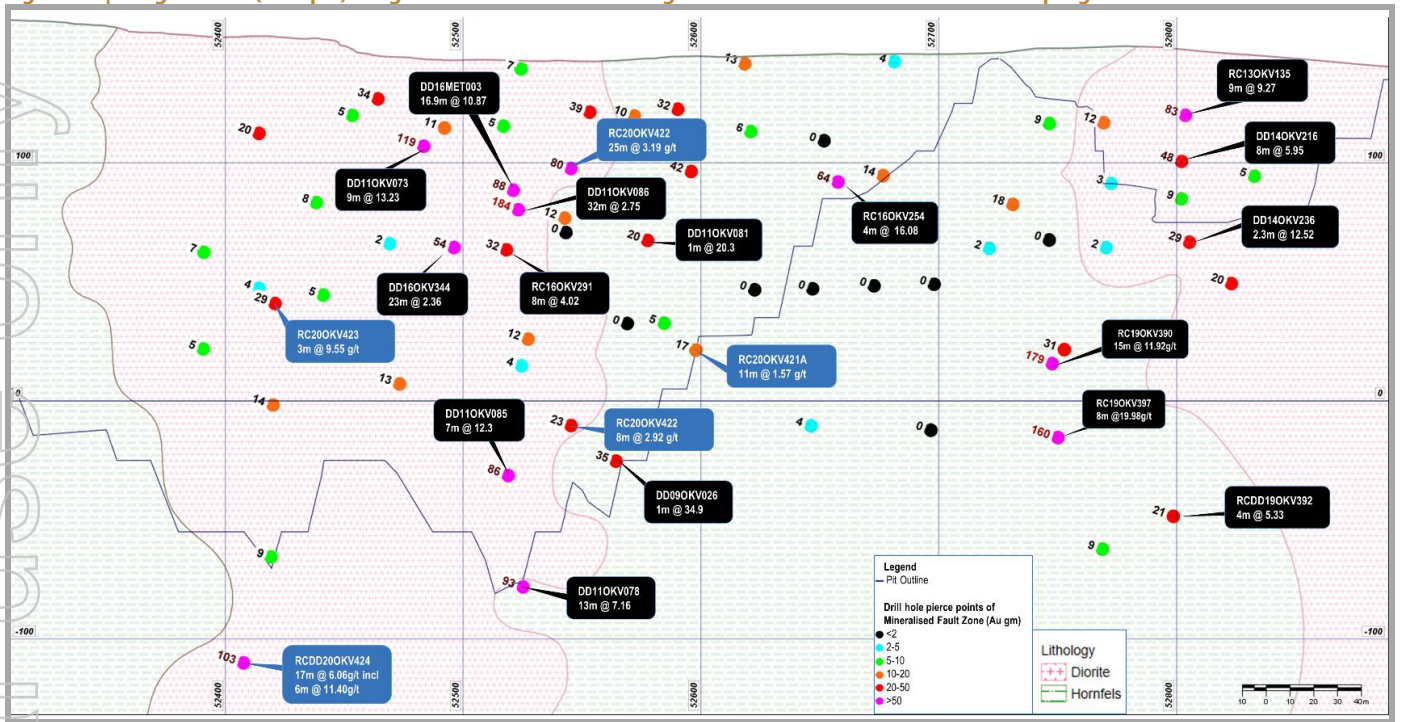 52400
52500
52600
52700
52800
7
13
4
DD16MET003
16.9m @ 10.87
RC13OKV135
9m @ 9.27
34
5
39
10
32
83
20
11
5
119
RC20OKV422
25m @ 3.19 g/t
6
0
9
12
DD14OKV216
8m @ 5.95
100
100
80
42
48
DD11OKV073
9m @ 13.23
88
184
DD11OKV086
32m @ 2.75
64
14
3
5
8
12
0
RC16OKV254
4m @ 16.08
18
9
DD14OKV236
2.3m @ 12.52
7
2
54
32
20
DD11OKV081
1m @ 20.3
2
0
2
29
4
29
5
DD16OKV344
23m @ 2.36
RC16OKV291
8m @ 4.02
0
0
0
0
20
RC20OKV423
3m @ 9.55 g/t
0
5
5
12
17
31
RC19OKV390
15m @ 11.92g/t
4
RC20OKV421A
11m @ 1.57 g/t
179
13
0
0
14
DD11OKV085
7m @ 12.3
23
RC20OKV422
8m @ 2.92 g/t
4
0
160
RC19OKV397
8m @19.98g/t
86
35
DD09OKV026
1m @ 34.9
21
RCDD19OKV392
4m @ 5.33
9
9
93
DD11OKV078
13m @ 7.16
-100
-100
103
RCDD20OKV424
17m @ 6.06g/t incl
6m @ 11.40g/t
Legend
Pit Outline
Drill hole pierce points of
Mineralised Fault Zone (Au gm)
<2
2-5
5-10
10-20
20-50
>50
Lithology
Diorite
Hornfels
10 0 10 20 30 40m
52400
52500
52600
52800